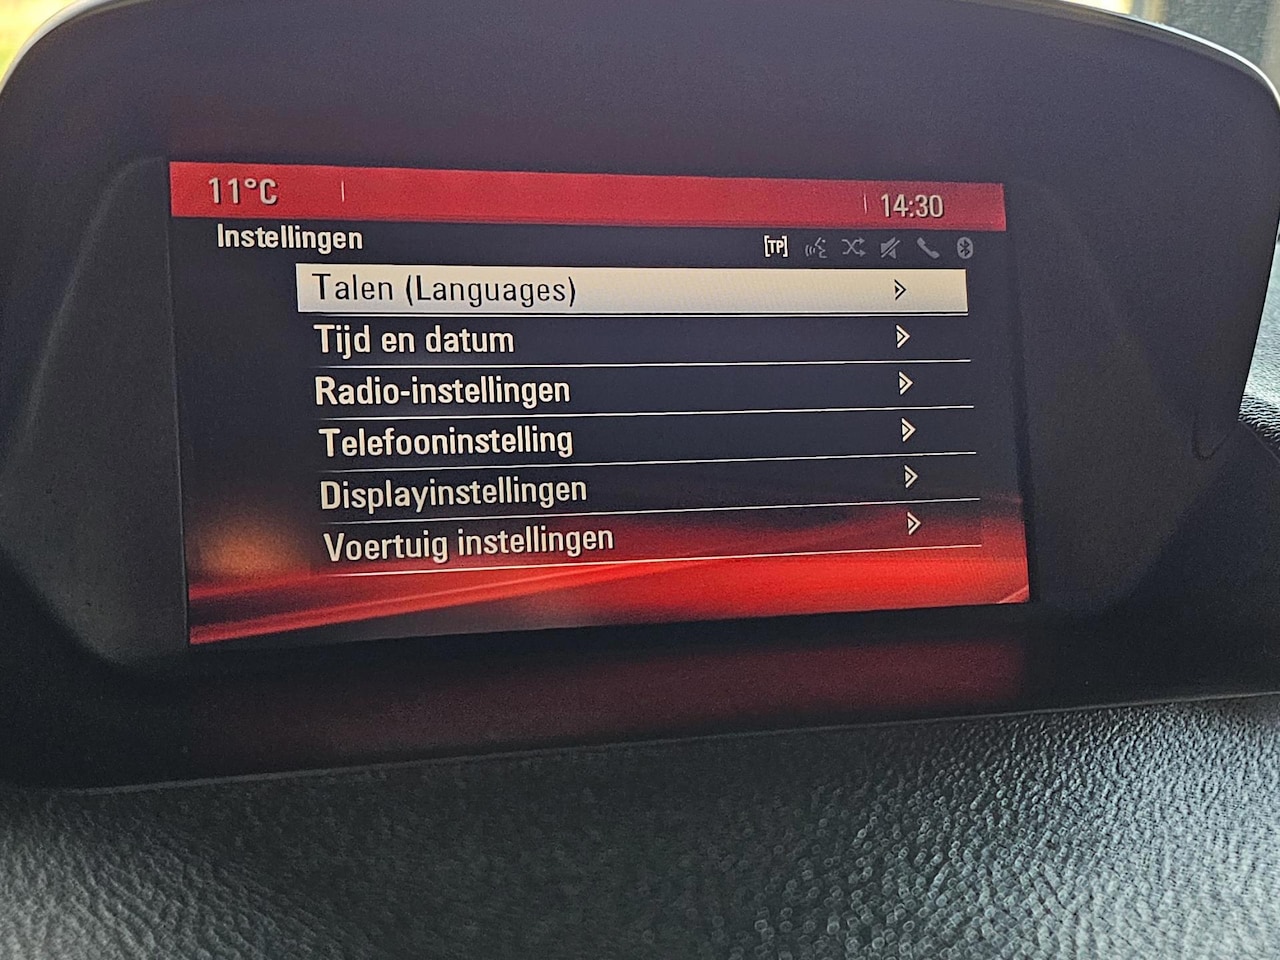 11°C 14:30
Instellingen [TP]
Talen (Languages)
Tijd en datum
Radio-instellingen
Telefooninstelling
Displayinstellingen
Voertuig instellingen